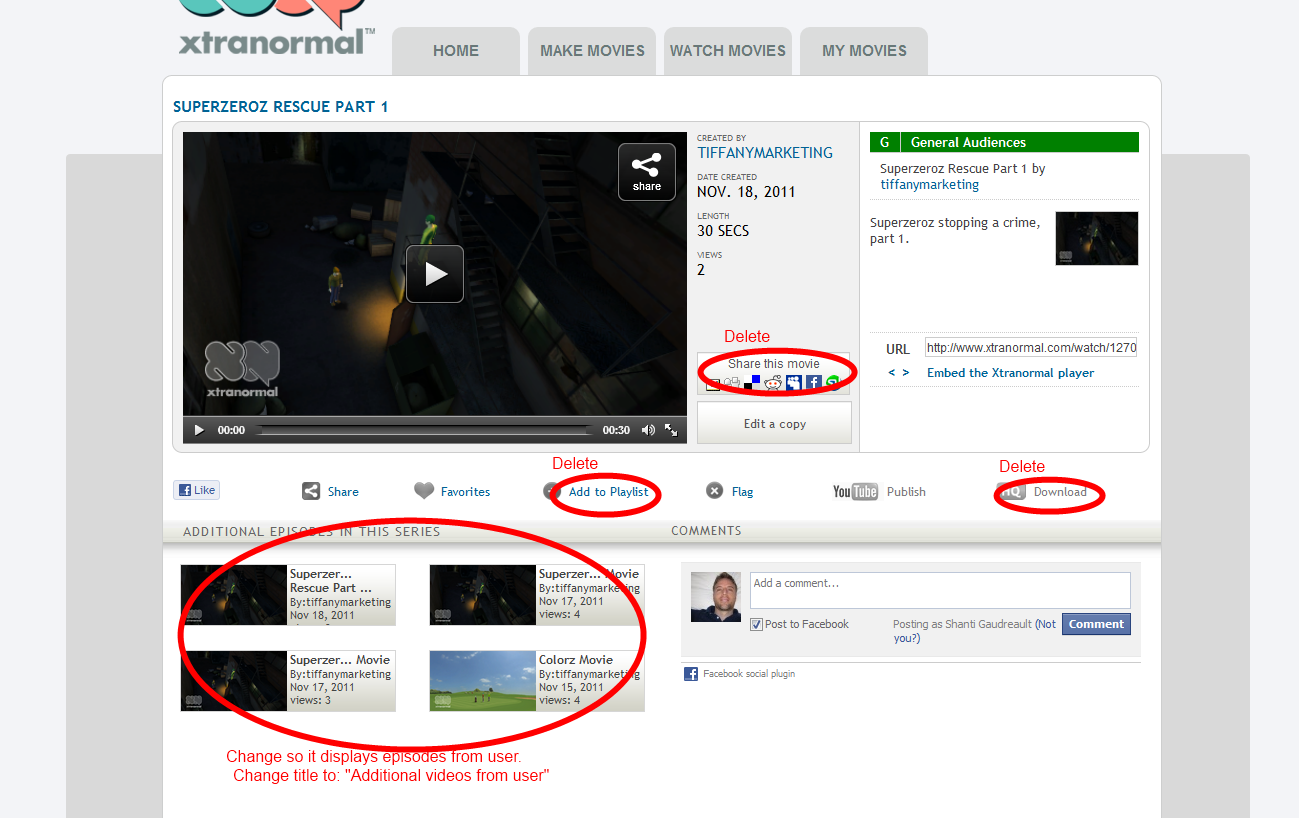 xtranormal™
HOME
MAKE MOVIES
WATCH MOVIES
MY MOVIES
SUPERZEROZ RESCUE PART 1
share
xtranormal
00:00
00:30
CREATED BY
TIFFANYMARKETING
DATE CREATED
NOV. 18, 2011
LENGTH
30 SECS
VIEWS
2
Delete
Share this movie
Edit a copy
G General Audiences
Superzeroz Rescue Part 1 by
tiffanymarketing
Superzeroz stopping a crime,
part 1.
URL http://www.xtranormal.com/watch/1270
< > Embed the Xtranormal player
Delete
Delete
Like
Share
Favorites
Add to Playlist
Flag
YouTube Publish
HQ Download
ADDITIONAL EPISODES IN THIS SERIES
Superzer...
Rescue Part ...
By:tiffanymarketing
Nov 18, 2011
Superzer... Movie
By:tiffanymarketing
Nov 17, 2011
views: 4
Superzer... Movie
By:tiffanymarketing
Nov 17, 2011
views: 3
Colorz Movie
By:tiffanymarketing
Nov 15, 2011
views: 4
Change so it displays episodes from user.
Change title to: "Additional videos from user"
COMMENTS
Add a comment...
Post to Facebook
Posting as Shanti Gaudreault (Not
you?)
Comment
Facebook social plugin